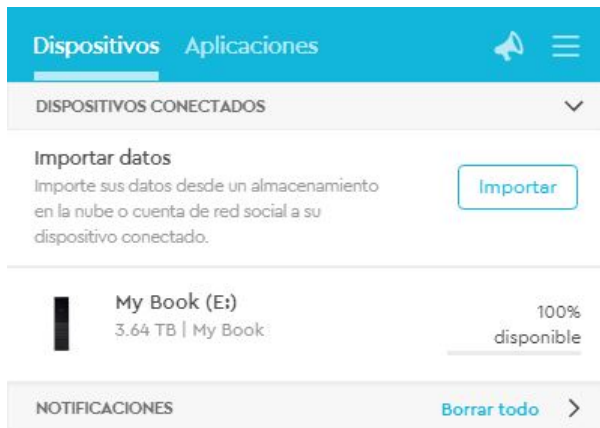 Dispositivos Aplicaciones
DISPOSITIVOS CONECTADOS
Importar datos
Importe sus datos desde un almacenamiento
en la nube o cuenta de red social a su
dispositivo conectado.
Importar
My Book (E:)
3.64 TB | My Book
100%
disponible
NOTIFICACIONES
Borrar todo